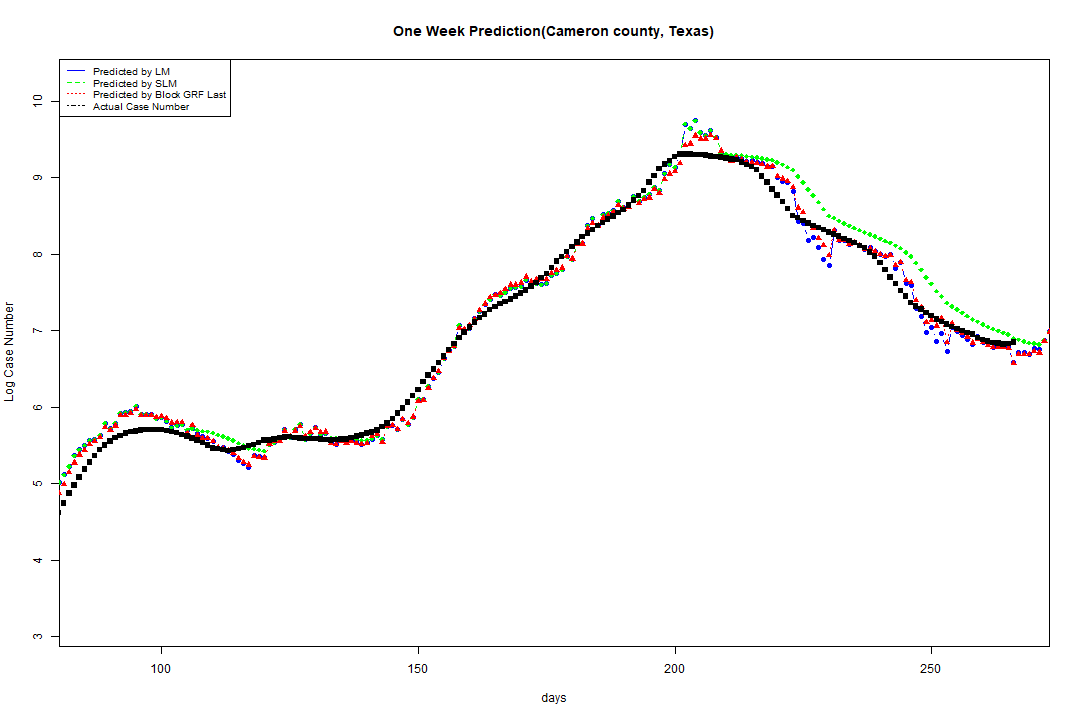 One Week Prediction(Cameron county, Texas)
Predicted by LM
Predicted by SLM
Predicted by Block GRF Last
Actual Case Number
10
9
8
7
6
5
4
3
Log Case Number
100
150
200
250
days